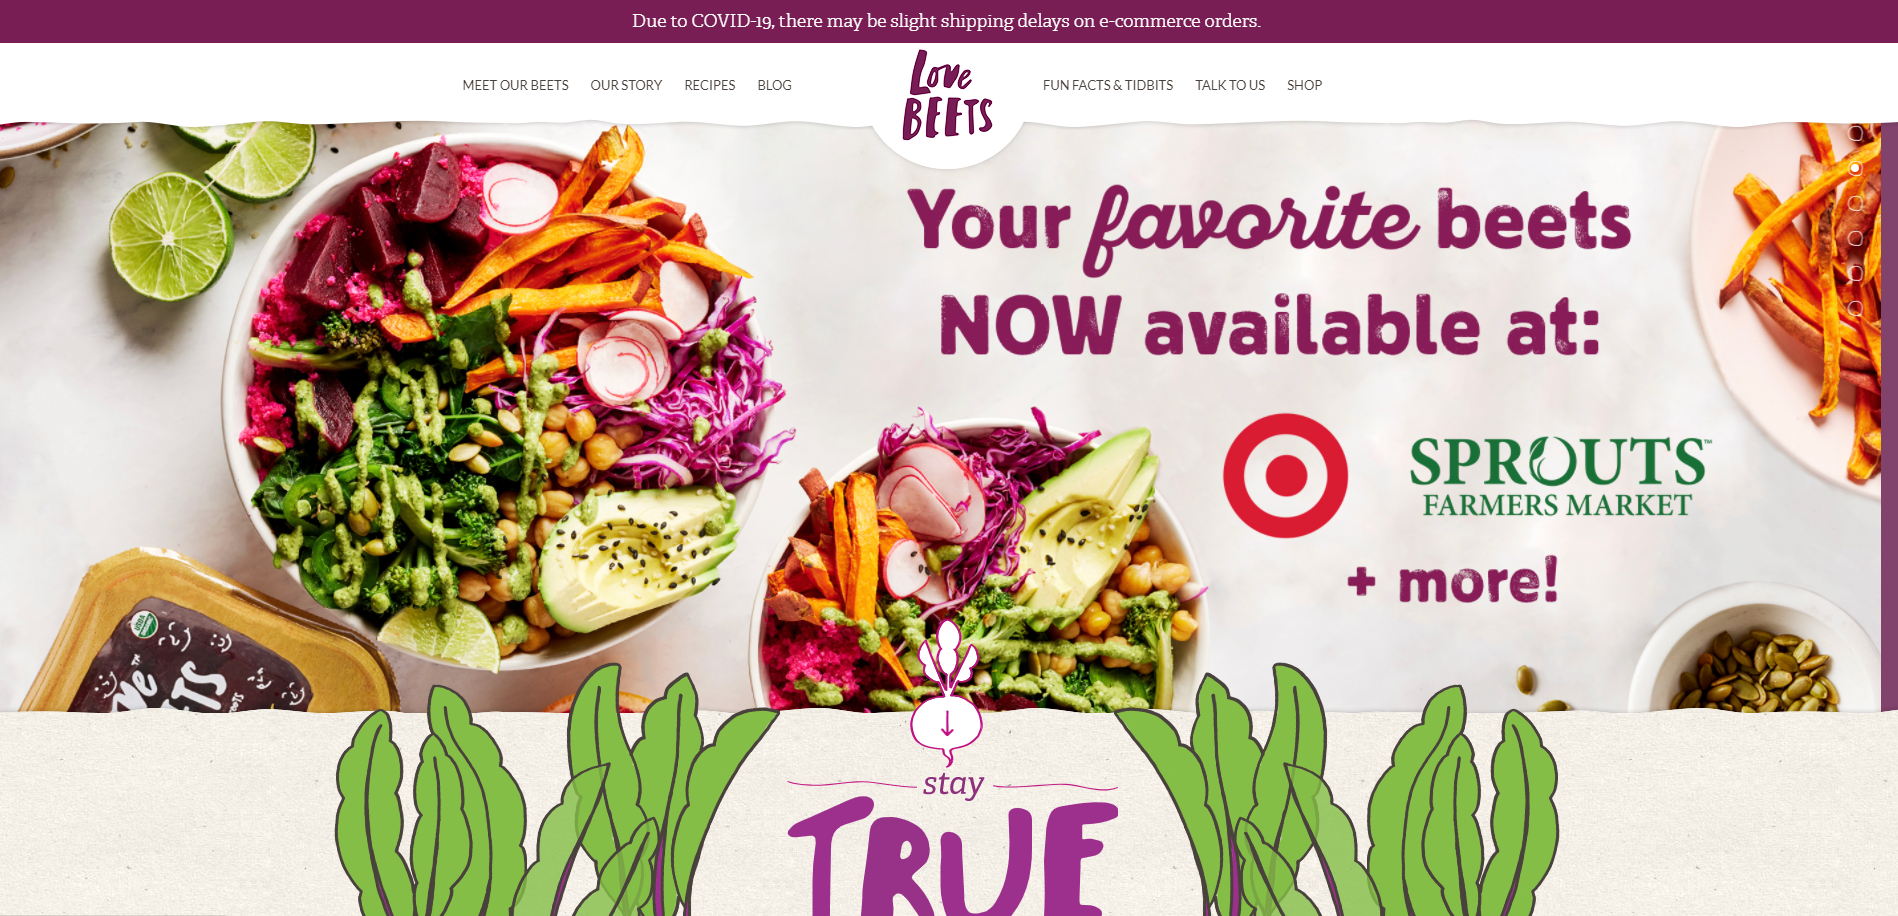 Due to COVID-19, there may be slight shipping delays on e-commerce orders.
MEET OUR BEETS OUR STORY RECIPES BLOG
Love
BEETS
FUN FACTS & TIDBITS TALK TO US SHOP
Your favorite beets
NOW available at:
SPROUTS™
FARMERS MARKET
+ more!
USDA
ORGANIC
stay
TRUE